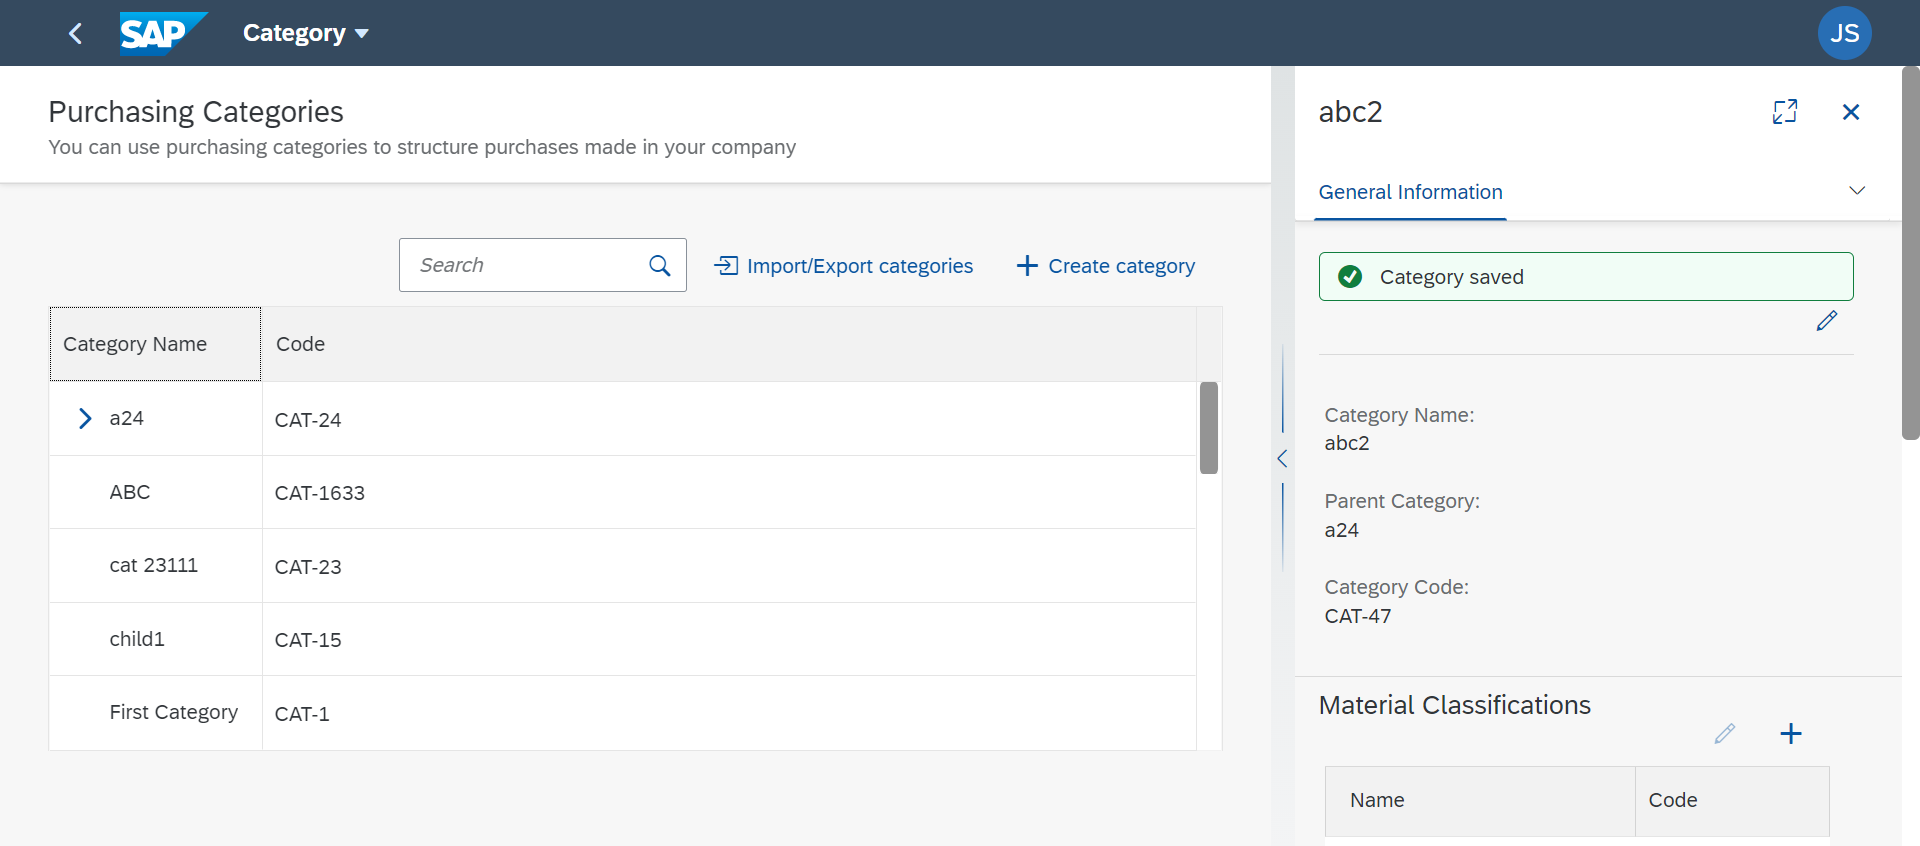 SAP
Category
JS
Purchasing Categories
You can use purchasing categories to structure purchases made in your company
Search
Import/Export categories
Create category
Category Name
Code
a24
CAT-24
ABC
CAT-1633
cat 23111
CAT-23
child1
CAT-15
First Category
CAT-1
abc2
General Information
Category saved
Category Name:
abc2
Parent Category:
a24
Category Code:
CAT-47
Material Classifications
Name
Code